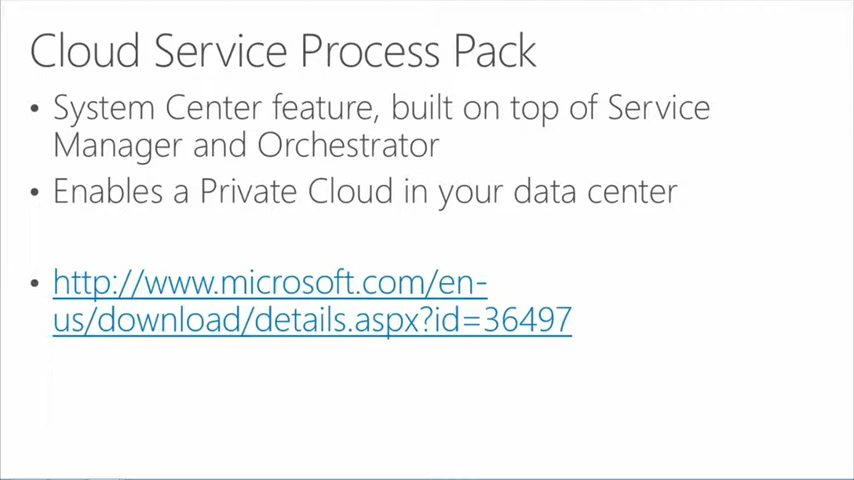 Cloud Service Process Pack
• System Center feature, built on top of Service
Manager and Orchestrator
• Enables a Private Cloud in your data center
• http://www.microsoft.com/en-
us/download/details.aspx?id=36497